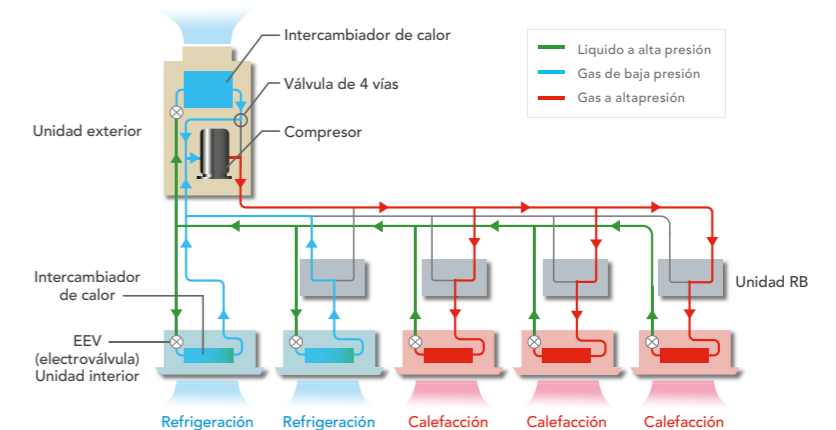 Intercambiador de calor
Válvula de 4 vías
Compresor
Unidad exterior
Liquido a alta presión
Gas de baja presión
Gas a altapresión
Unidad RB
Intercambiador
de calor
EEV
(electroválvula)
Unidad interior
Refrigeración
Refrigeración
Calefacción
Calefacción
Calefacción